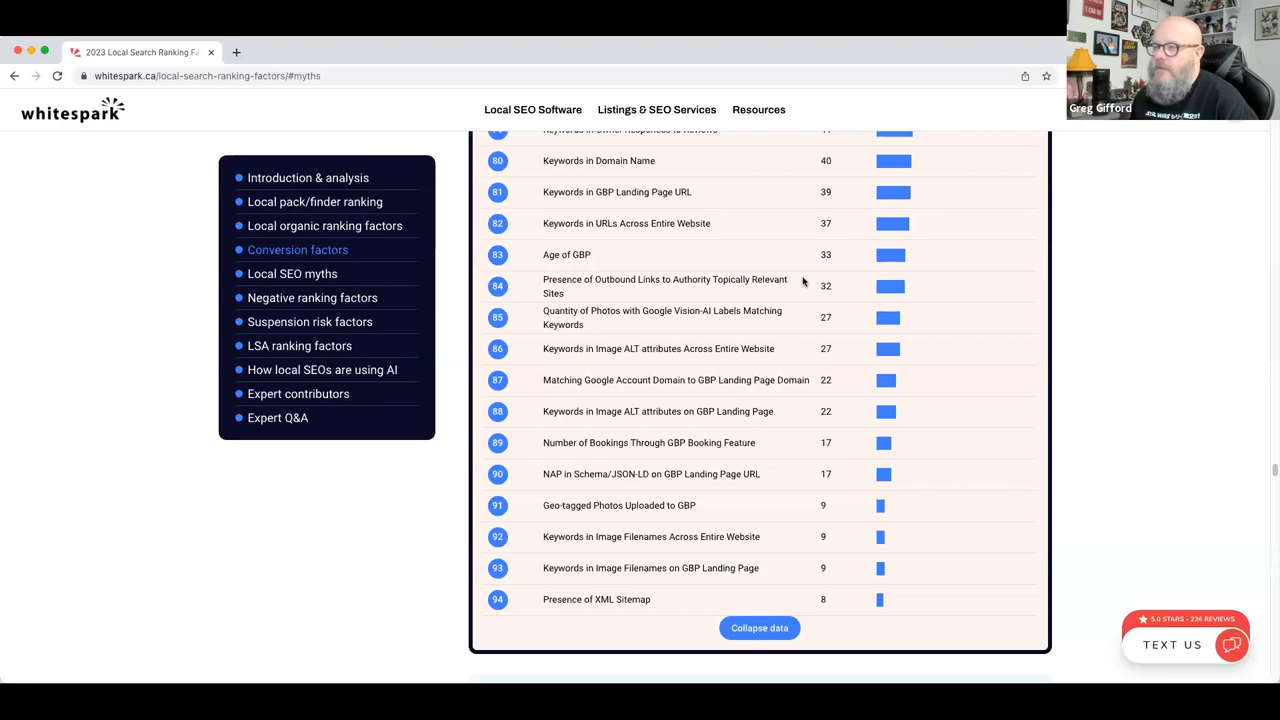 2023 Local Search Ranking Fa
whitespark.ca/local-search-ranking-factors/#myths
Greg Gifford
whitespark
Local SEO Software Listings & SEO Services Resources
Introduction & analysis
Local pack/finder ranking
Local organic ranking factors
Conversion factors
Local SEO myths
Negative ranking factors
Suspension risk factors
LSA ranking factors
How local SEOs are using AI
Expert contributors
Expert Q&A
Keywords in Owner Responses to Reviews
80 Keywords in Domain Name 40
81 Keywords in GBP Landing Page URL 39
82 Keywords in URLs Across Entire Website 37
83 Age of GBP 33
84 Presence of Outbound Links to Authority Topically Relevant
Sites 32
85 Quantity of Photos with Google Vision-AI Labels Matching
Keywords 27
86 Keywords in Image ALT attributes Across Entire Website 27
87 Matching Google Account Domain to GBP Landing Page Domain 22
88 Keywords in Image ALT attributes on GBP Landing Page 22
89 Number of Bookings Through GBP Booking Feature 17
90 NAP in Schema/JSON-LD on GBP Landing Page URL 17
91 Geo-tagged Photos Uploaded to GBP 9
92 Keywords in Image Filenames Across Entire Website 9
93 Keywords in Image Filenames on GBP Landing Page 9
94 Presence of XML Sitemap 8
Collapse data
5.0 STARS - 236 REVIEWS
TEXT US